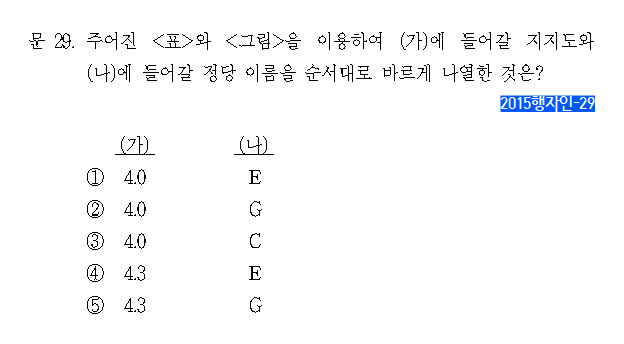 문 29. 주어진 <표>와 <그림>을 이용하여 (가)에 들어갈 지지도와
(나)에 들어갈 정당 이름을 순서대로 바르게 나열한 것은?
2015행자인-29
(가) (나)
① 4.0 E
② 4.0 G
③ 4.0 C
④ 4.3 E
⑤ 4.3 G